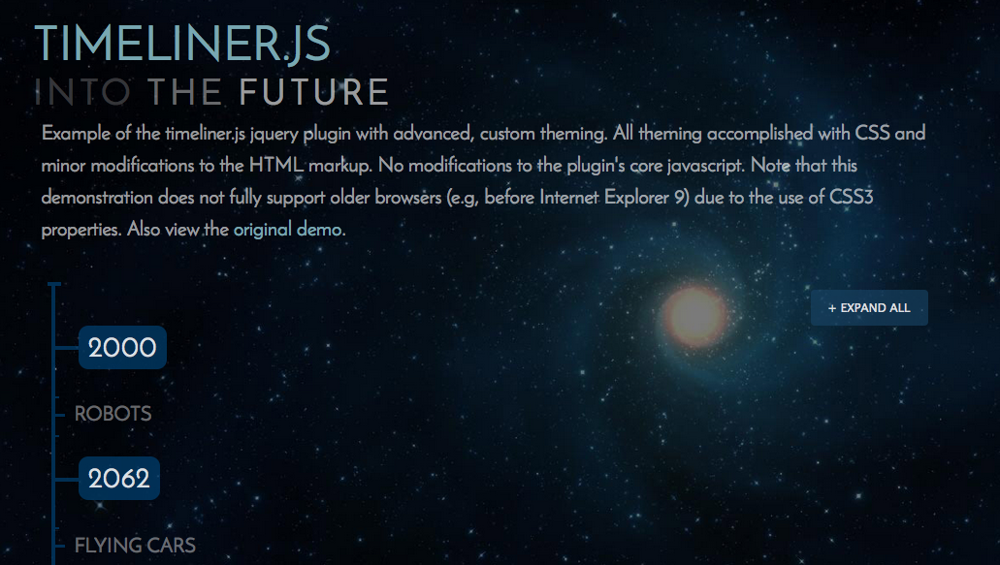 TIMELINER.JS
INTO THE FUTURE
Example of the timeliner.js jquery plugin with advanced, custom theming. All theming accomplished with CSS and
minor modifications to the HTML markup. No modifications to the plugin's core javascript. Note that this
demonstration does not fully support older browsers (e.g, before Internet Explorer 9) due to the use of CSS3
properties. Also view the original demo.
+ EXPAND ALL
2000
ROBOTS
2062
FLYING CARS